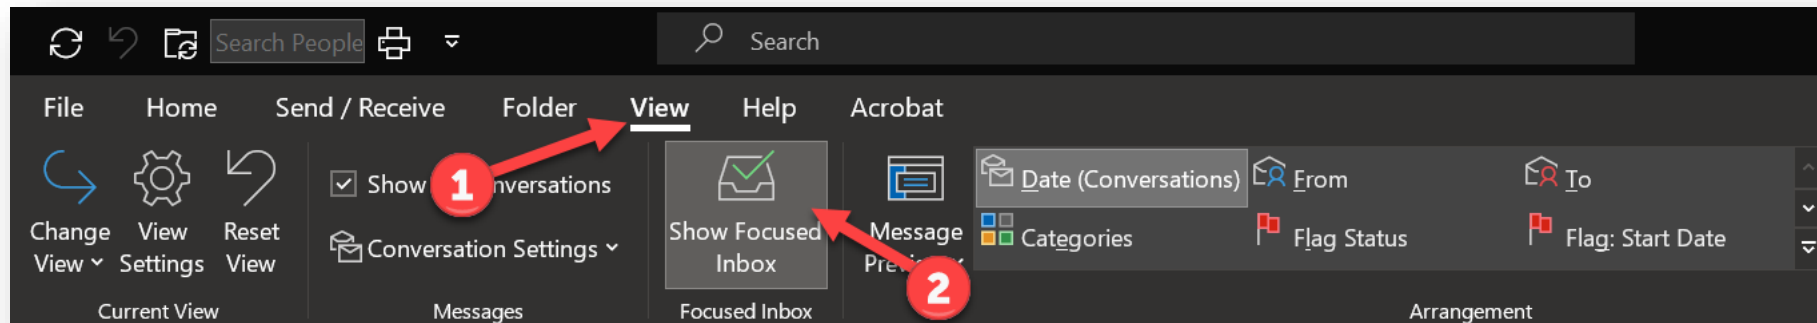 Search People
Search
File Home Send / Receive Folder View Help Acrobat
Change View
View Settings
Reset View
Current View
Show
nversations
Conversation Settings
Messages
Show Focused Inbox
Focused Inbox
Message
Date (Conversations)
From
To
Categories
Flag Status
Flag: Start Date
Arrangement
1
2